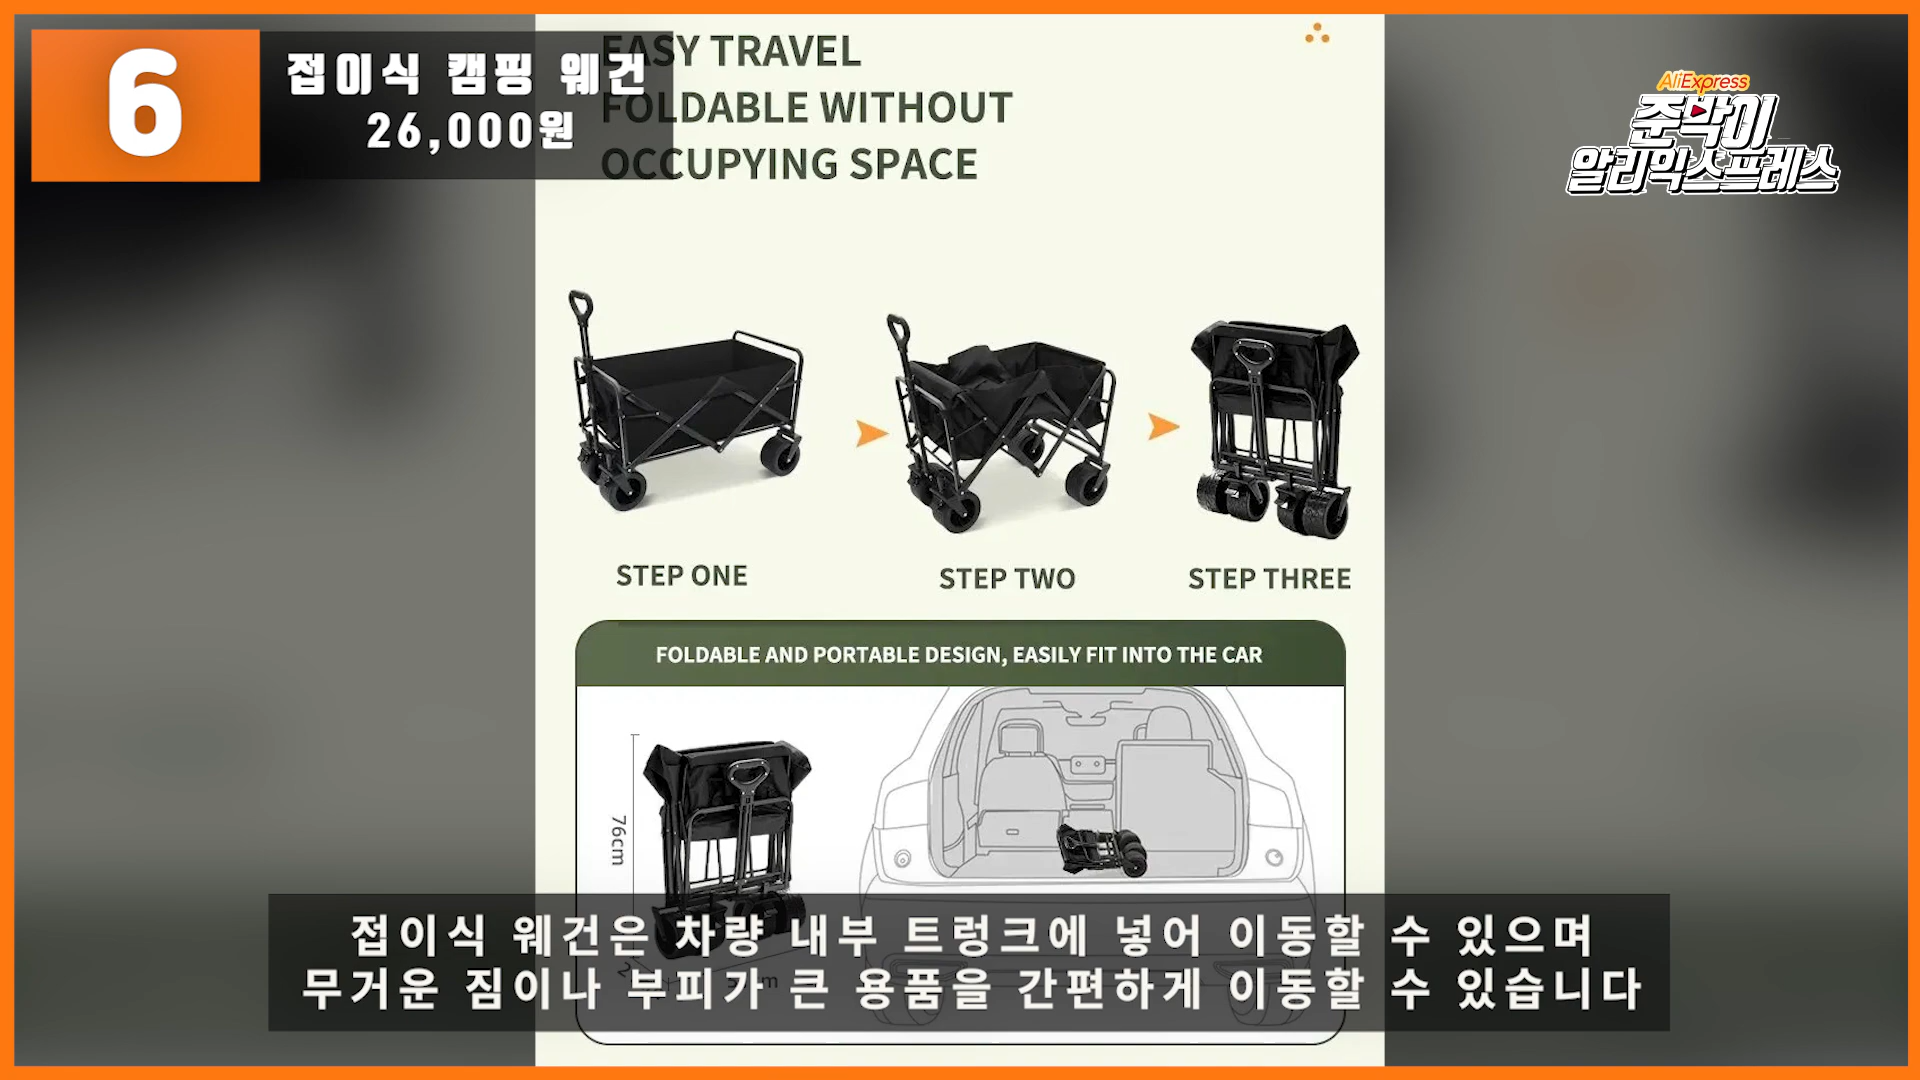 6
접이식 캠핑 웨건
26,000원
EASY TRAVEL
FOLDABLE WITHOUT
OCCUPYING SPACE
AliExpress
준박이
알리익스프레스
STEP ONE
STEP TWO
STEP THREE
FOLDABLE AND PORTABLE DESIGN, EASILY FIT INTO THE CAR
76cm
접이식 웨건은 차량 내부 트렁크에 넣어 이동할 수 있으며
무거운 짐이나 부피가 큰 용품을 간편하게 이동할 수 있습니다